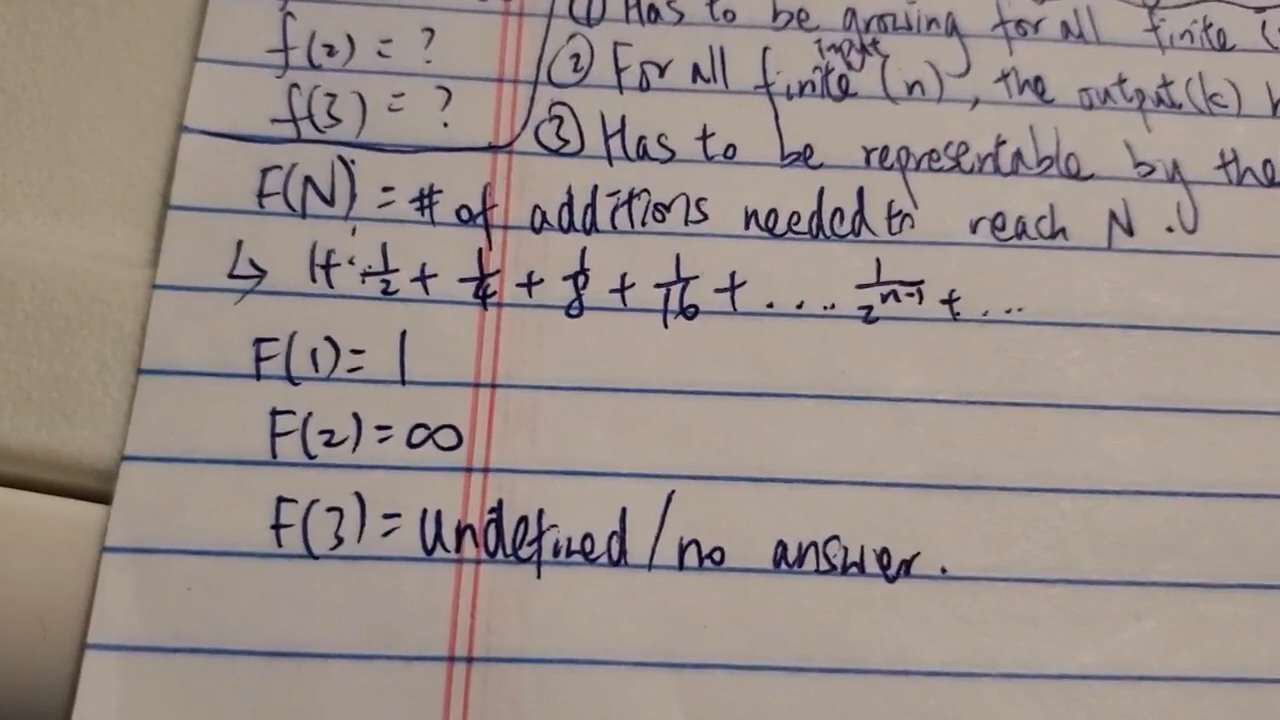 f(2) = ?
f(3) = ?
① Has to be growing for all finite (
② For all finite input (n), the output(k)
③ Has to be representable by the
F(N) = # of additions needed to reach N.
↳ 1+ 1/2 + 1/4 + 1/8 + 1/16 + .... 1/2^(n-1) + ...
F(1) = 1
F(2) = ∞
F(3) = undefined / no answer.